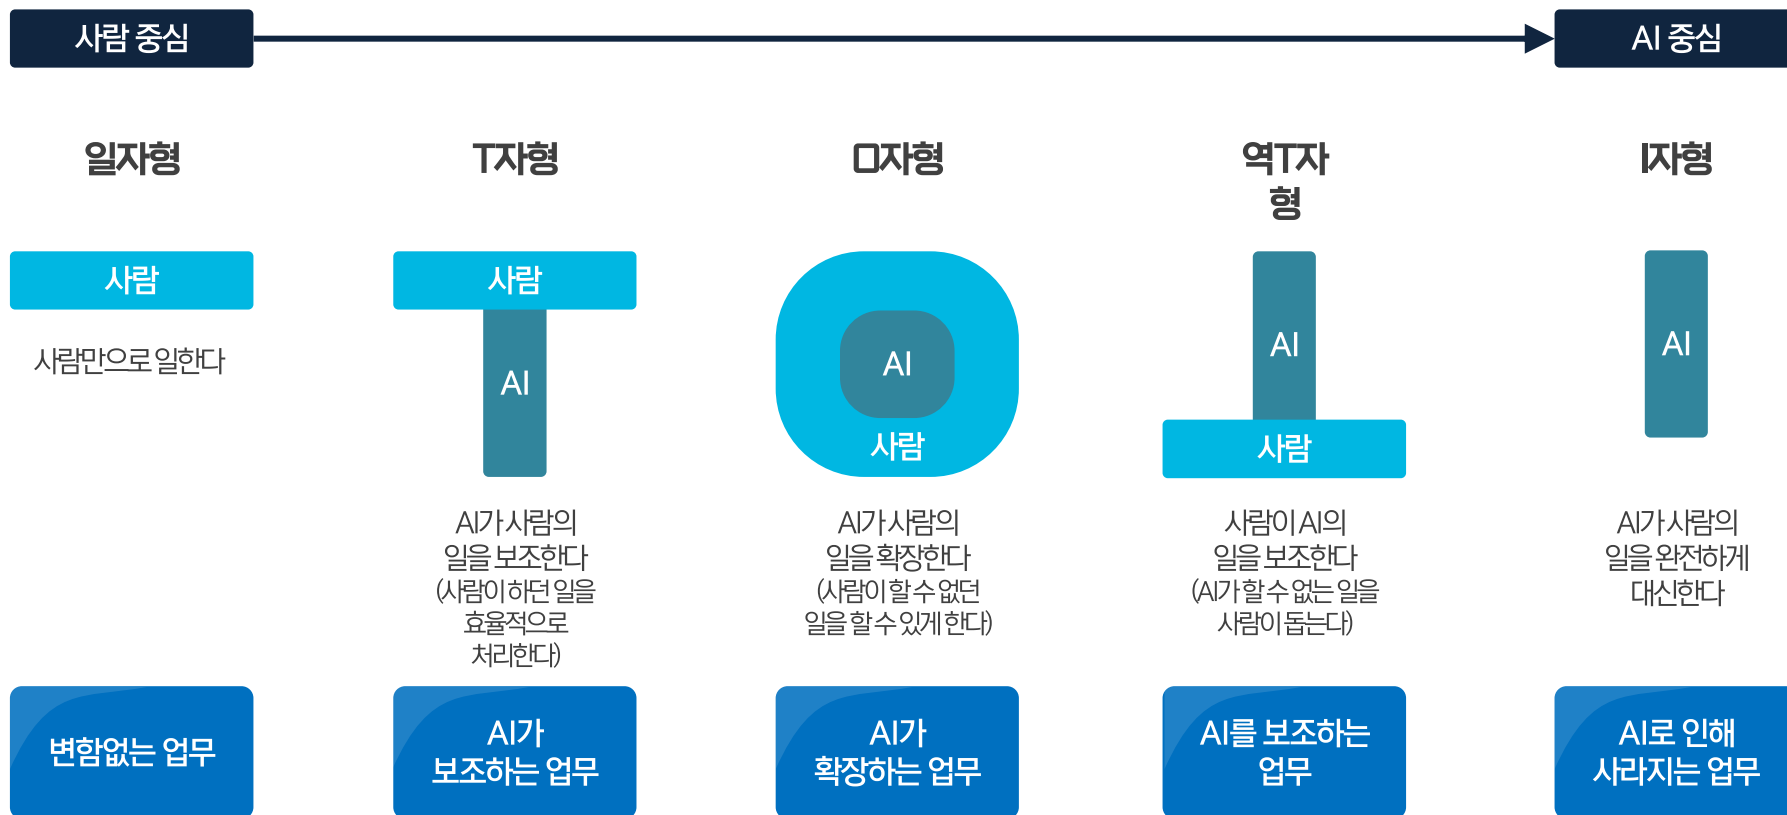 사람 중심
AI 중심
일자형
사람
사람만으로 일한다
변함없는 업무
T자형
사람
AI
AI가 사람의
일을 보조한다
(사람이 하던 일을
효율적으로
처리한다)
AI가
보조하는 업무
ㅁ자형
AI
사람
AI가 사람의
일을 확장한다
(사람이 할 수 없던
일을 할 수 있게 한다)
AI가
확장하는 업무
역T자
형
AI
사람
사람이 AI의
일을 보조한다
(AI가 할 수 없는 일을
사람이 돕는다)
AI를 보조하는
업무
I자형
AI
AI가 사람의
일을 완전하게
대신한다
AI로 인해
사라지는 업무